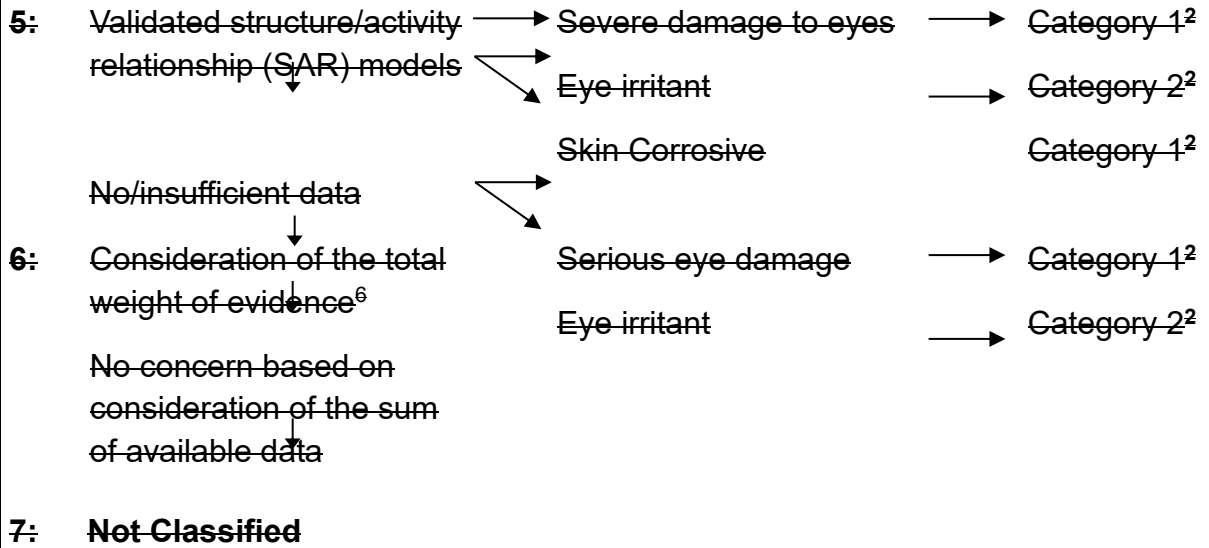 5: Validated structure/activity Severe damage to eyes Category 1²
relationship (SAR) models
Eye irritant Category 2²
Skin Corrosive Category 1²
No/insufficient data
6: Consideration of the total Serious eye damage Category 1²
weight of evidence⁶
Eye irritant Category 2²
No concern based on
consideration of the sum
of available data
7: Not Classified